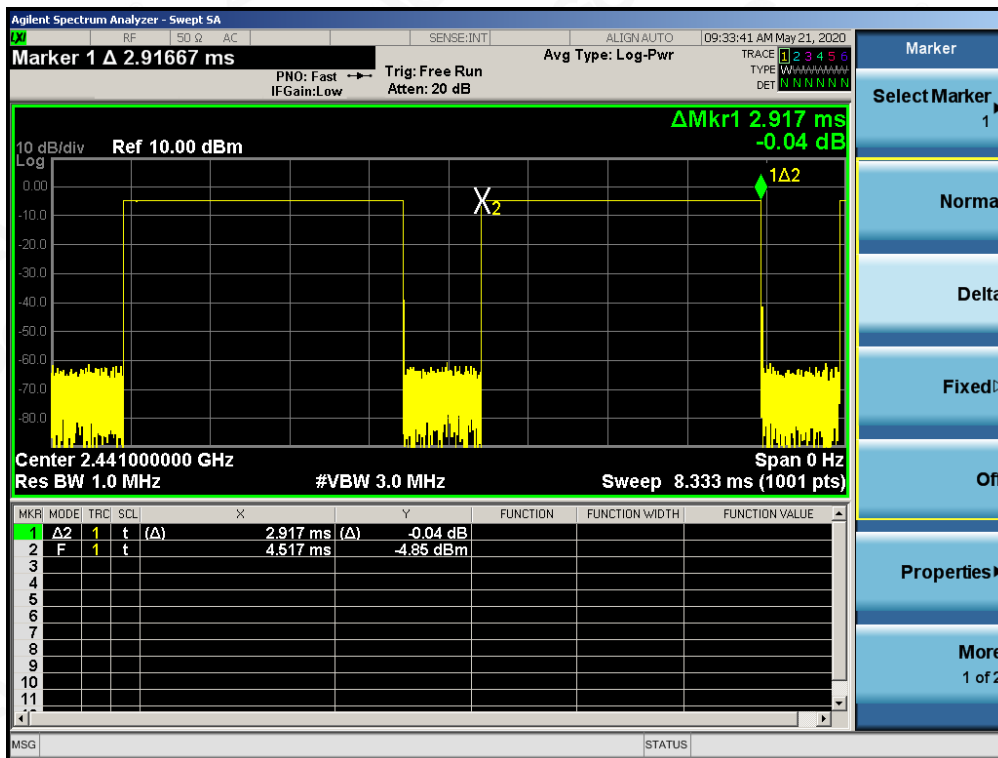 Agilent Spectrum Analyzer - Swept SA
LXI RF 50 Ω AC SENSE:INT ALIGN AUTO 09:33:41 AM May 21, 2020
Marker 1 Δ 2.91667 ms
PNO: Fast
IFGain:Low
Trig: Free Run
Atten: 20 dB
Avg Type: Log-Pwr
TRACE 1 2 3 4 5 6
TYPE
DET N N N N N N
ΔMkr1 2.917 ms
-0.04 dB
10 dB/div Ref 10.00 dBm
Log
0.00
-10.0
-20.0
-30.0
-40.0
-50.0
-60.0
-70.0
-80.0
1Δ2
X2
Center 2.441000000 GHz Span 0 Hz
Res BW 1.0 MHz #VBW 3.0 MHz Sweep 8.333 ms (1001 pts)
MKR MODE TRC SCL X Y FUNCTION FUNCTION WIDTH FUNCTION VALUE
1 Δ2 1 t (Δ) 2.917 ms (Δ) -0.04 dB
2 F 1 t 4.517 ms -4.85 dBm
3
4
5
6
7
8
9
10
11
MSG STATUS
Marker
Select Marker
1
Norma
Delta
Fixed
Of
Properties
More
1 of 2